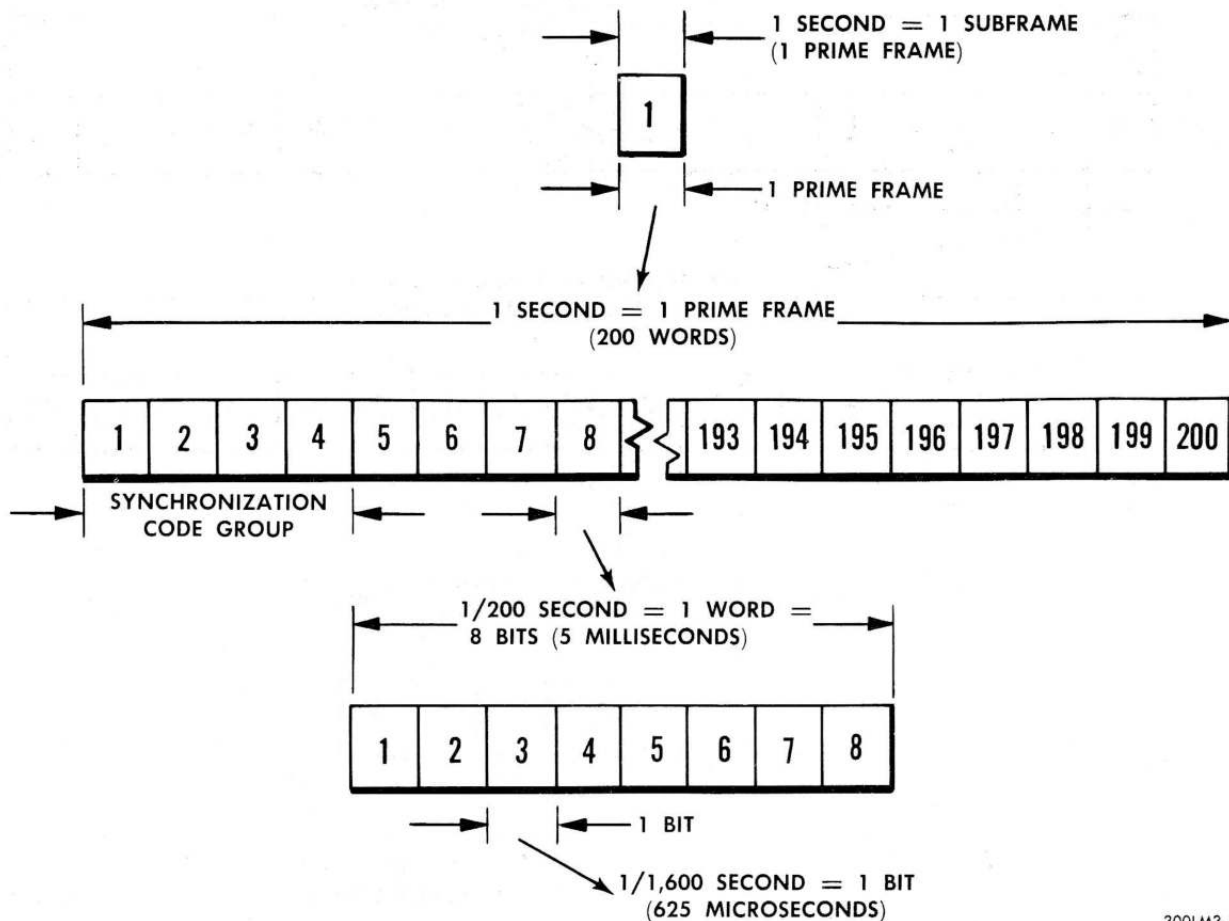 1 SECOND = 1 SUBFRAME
(1 PRIME FRAME)
1
1 PRIME FRAME
1 SECOND = 1 PRIME FRAME
(200 WORDS)
1 2 3 4 5 6 7 8 193 194 195 196 197 198 199 200
SYNCHRONIZATION
CODE GROUP
1/200 SECOND = 1 WORD =
8 BITS (5 MILLISECONDS)
1 2 3 4 5 6 7 8
1 BIT
1/1,600 SECOND = 1 BIT
(625 MICROSECONDS)